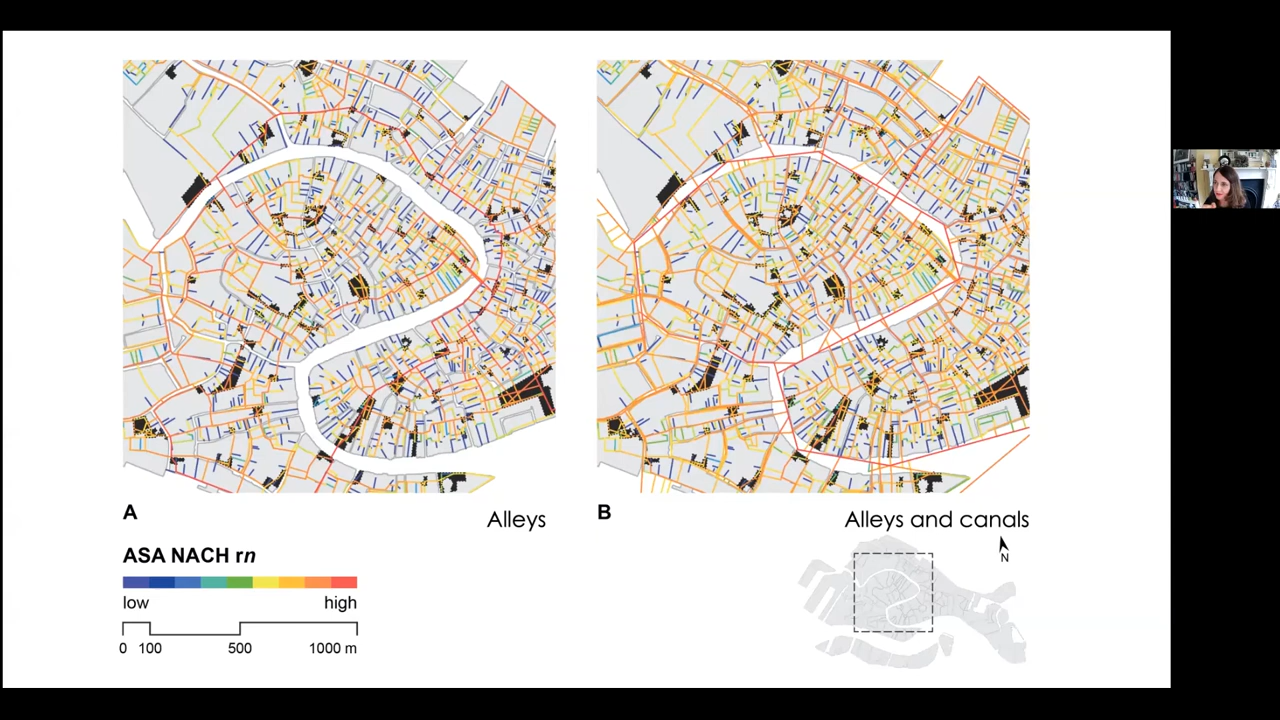 A
Alleys
B
Alleys and canals
ASA NACH rn
low high
0 100 500 1000 m
N